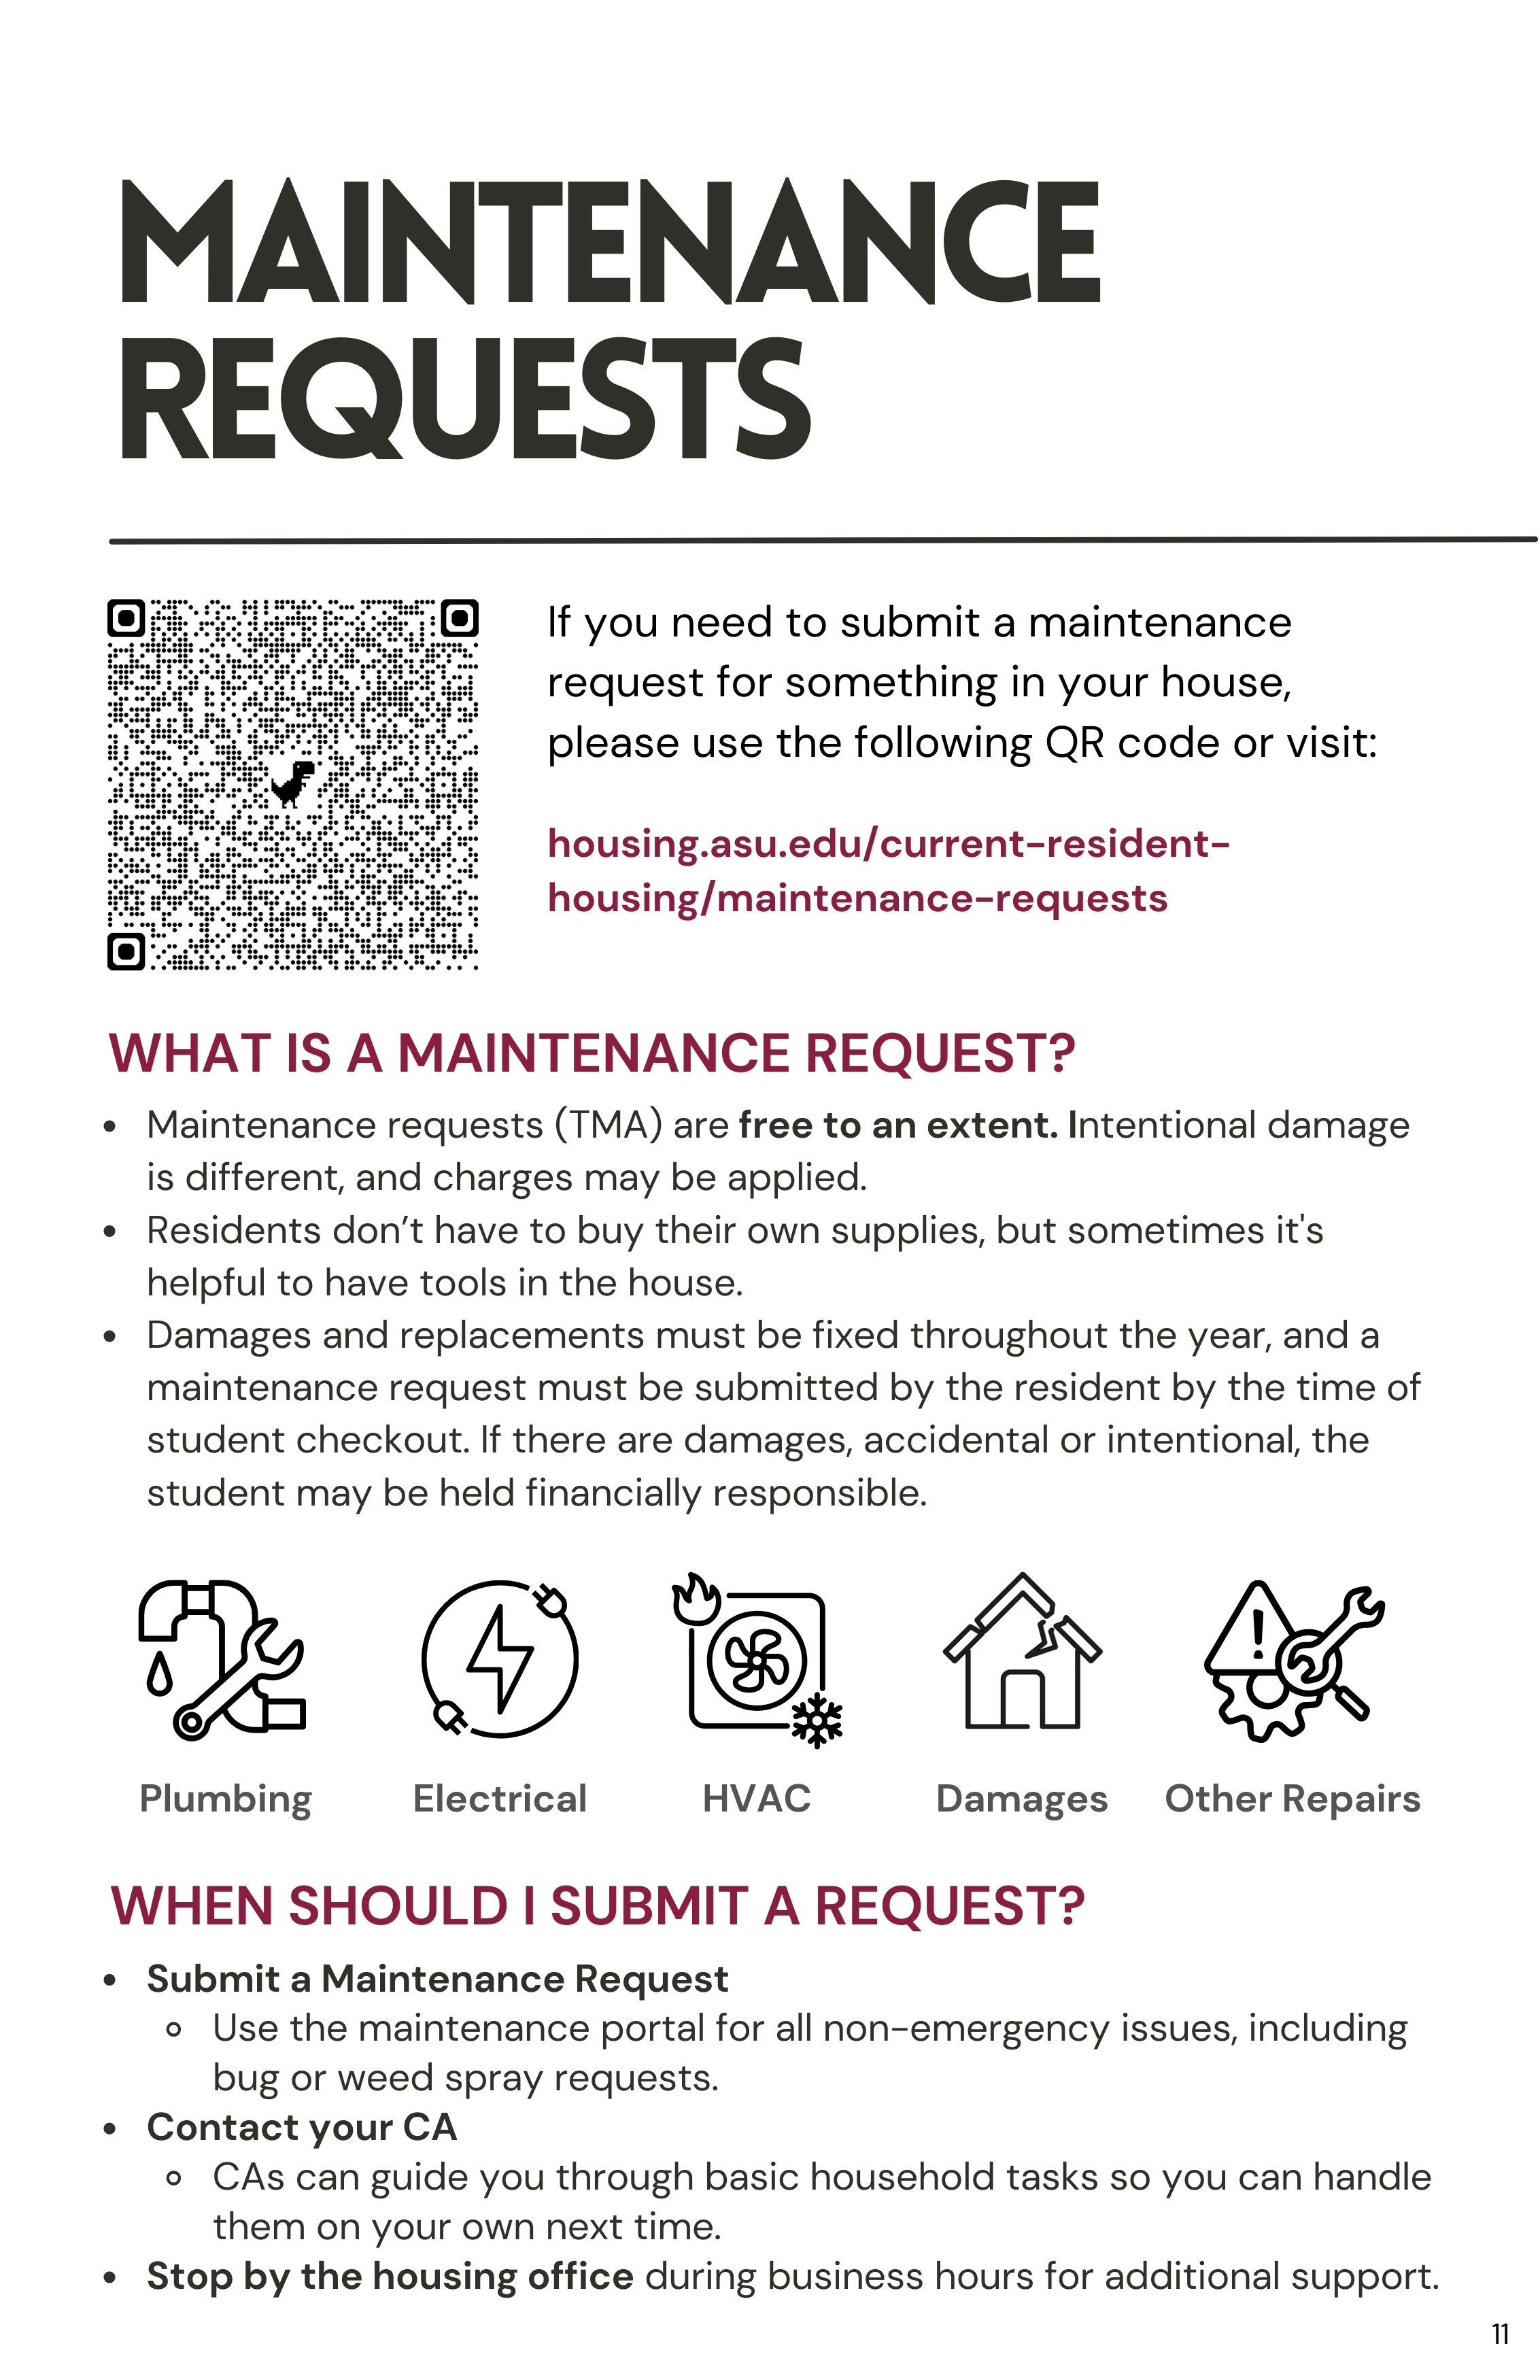 MAINTENANCE
REQUESTS
If you need to submit a maintenance
request for something in your house,
please use the following QR code or visit:
housing.asu.edu/current-resident-
housing/maintenance-requests
WHAT IS A MAINTENANCE REQUEST?
• Maintenance requests (TMA) are free to an extent. Intentional damage
is different, and charges may be applied.
• Residents don’t have to buy their own supplies, but sometimes it's
helpful to have tools in the house.
• Damages and replacements must be fixed throughout the year, and a
maintenance request must be submitted by the resident by the time of
student checkout. If there are damages, accidental or intentional, the
student may be held financially responsible.
Plumbing Electrical HVAC Damages Other Repairs
WHEN SHOULD I SUBMIT A REQUEST?
• Submit a Maintenance Request
◦ Use the maintenance portal for all non-emergency issues, including
bug or weed spray requests.
• Contact your CA
◦ CAs can guide you through basic household tasks so you can handle
them on your own next time.
• Stop by the housing office during business hours for additional support.
11